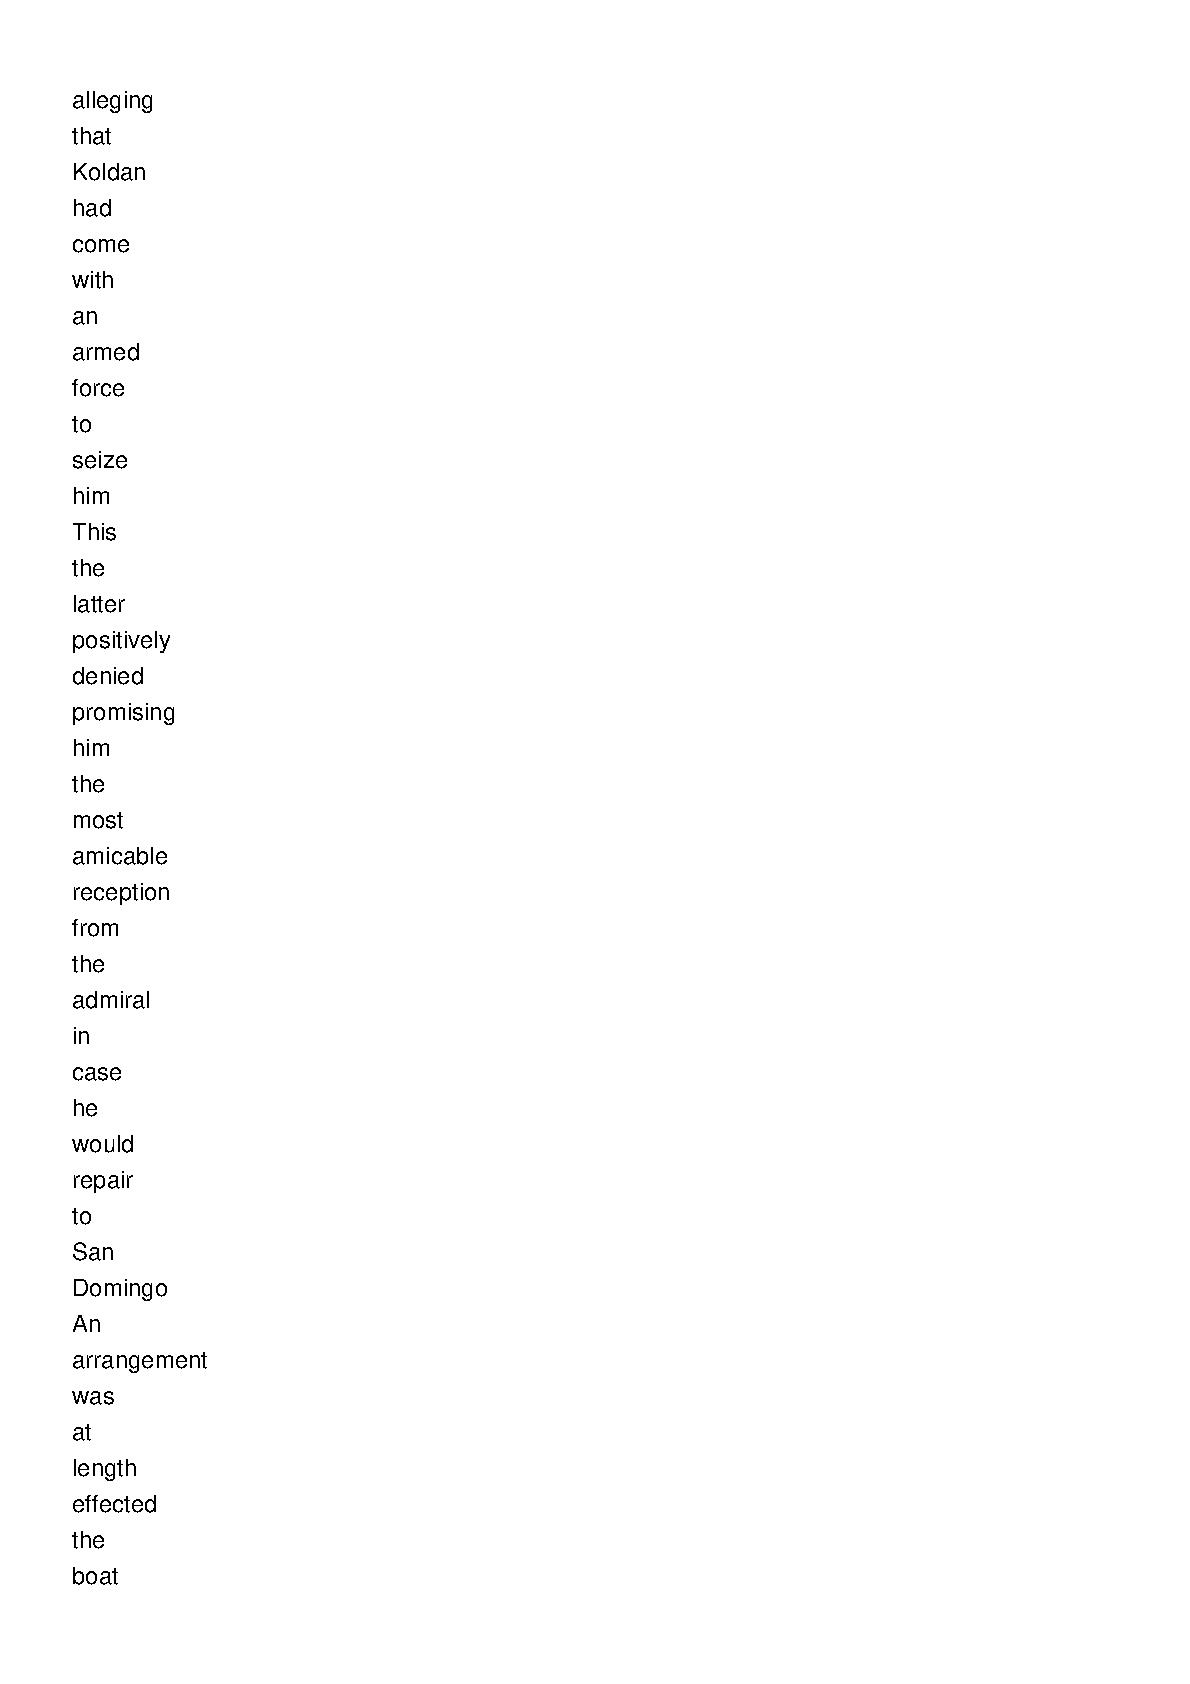 alleging
that
Koldan
had
come
with
an
armed
force
to
seize
him
This
the
latter
positively
denied
promising
him
the
most
amicable
reception
from
the
admiral
in
case
he
would
repair
to
San
Domingo
An
arrangement
was
at
length
effected
the
boat